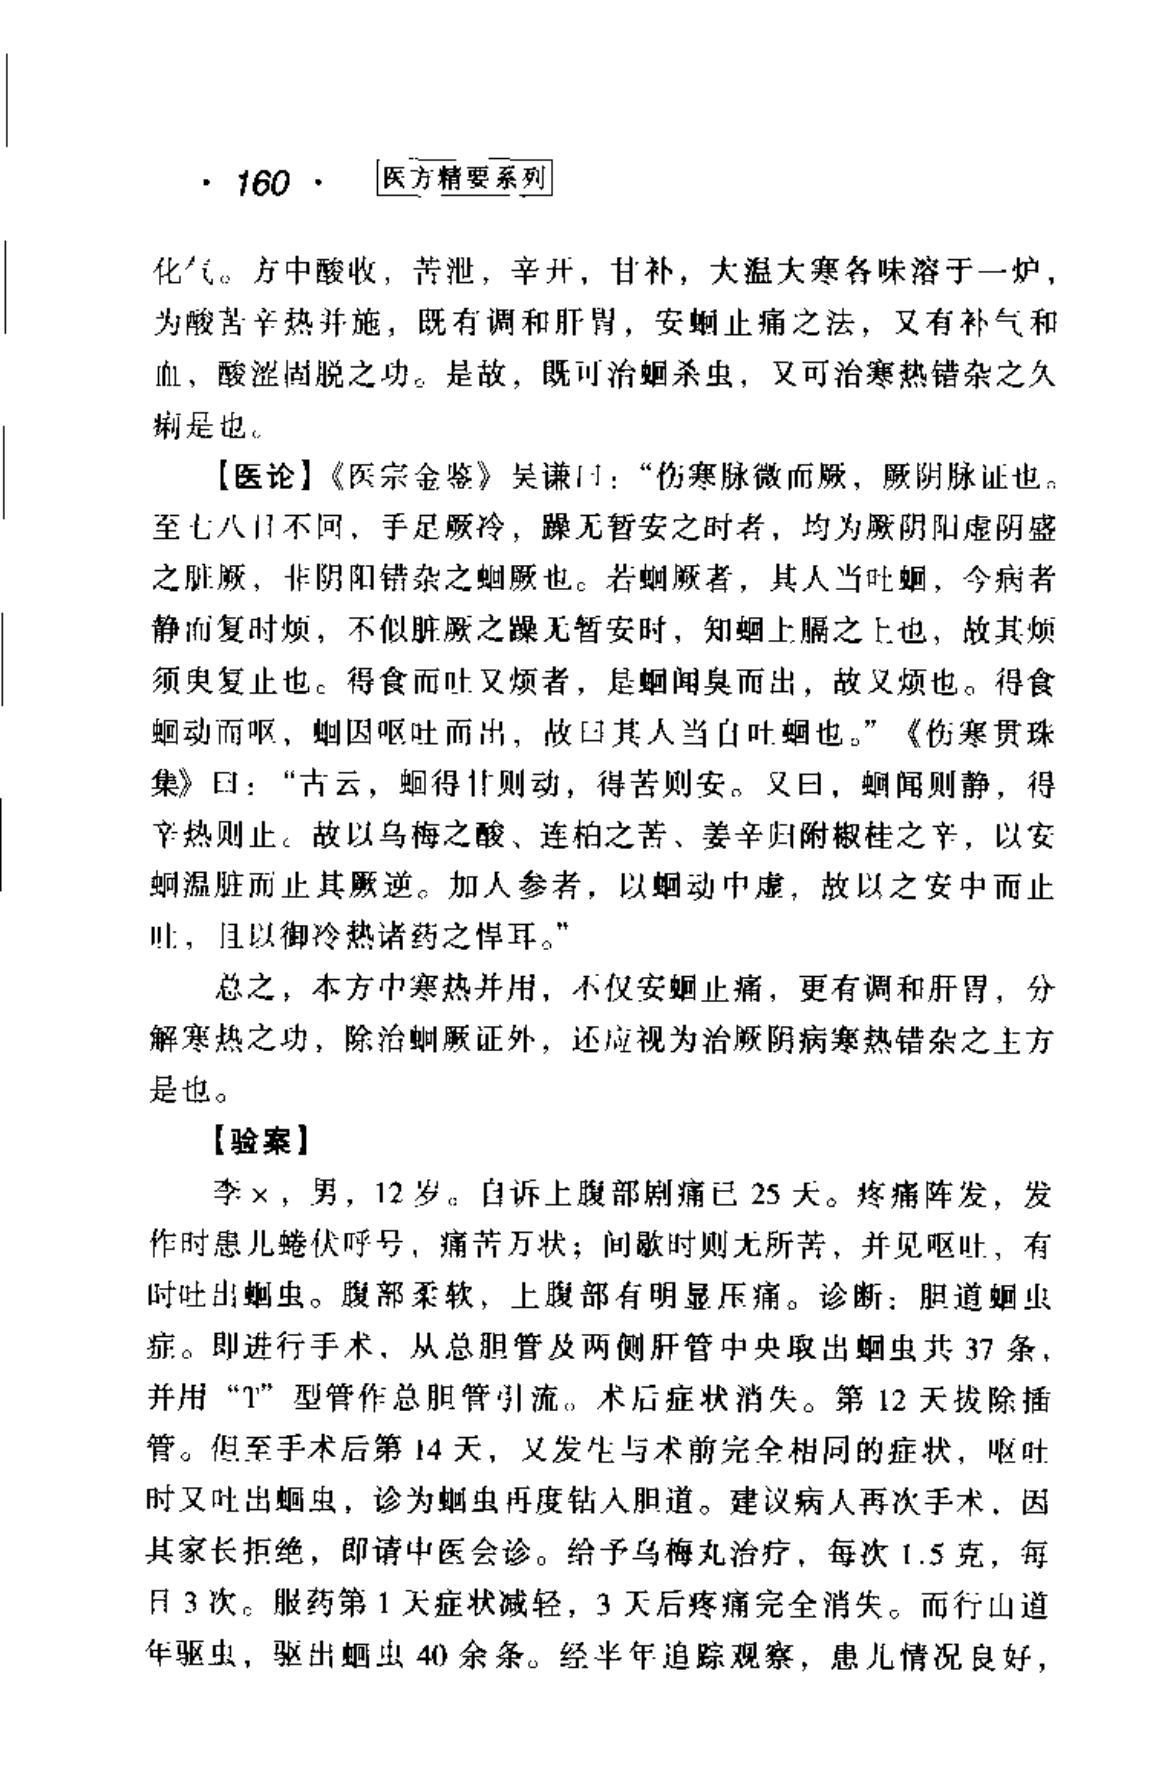 · 160 · 医方精要系列
化气。方中酸收，苦泄，辛开，甘补，大温大寒各味溶于一炉，
为酸苦辛热并施，既有调和肝胃，安蛔止痛之法，又有补气和
血，酸涩固脱之功。是故，既可治蛔杀虫，又可治寒热错杂之久
痢是也。
【医论】《医宗金鉴》吴谦曰：“伤寒脉微而厥，厥阴脉证也。
至七八日不回，手足厥冷，躁无暂安之时者，均为厥阴阳虚阴盛
之脏厥，非阴阳错杂之蛔厥也。若蛔厥者，其人当吐蛔，今病者
静而复时烦，不似脏厥之躁无暂安时，知蛔上膈之上也，故其烦
须臾复止也。得食而吐又烦者，是蛔闻臭而出，故又烦也。得食
蛔动而呕，蛔因呕吐而出，故曰其人当自吐蛔也。”《伤寒贯珠
集》曰：“古云，蛔得甘则动，得苦则安。又曰，蛔闻则静，得
辛热则止。故以乌梅之酸、连柏之苦、姜辛归附椒桂之辛，以安
蛔温脏而止其厥逆。加人参者，以蛔动中虚，故以之安中而止
吐，且以御冷热诸药之悍耳。”
总之，本方中寒热并用，不仅安蛔止痛，更有调和肝胃，分
解寒热之功，除治蛔厥证外，还应视为治厥阴病寒热错杂之主方
是也。
【验案】
李×，男，12岁。自诉上腹部剧痛已 25 天。疼痛阵发，发
作时患儿蜷伏呼号，痛苦万状；间歇时则无所苦，并见呕吐，有
时吐出蛔虫。腹部柔软，上腹部有明显压痛。诊断：胆道蛔虫
症。即进行手术，从总胆管及两侧肝管中央取出蛔虫共 37 条，
并用“T”型管作总胆管引流。术后症状消失。第 12 天拔除插
管。但至手术后第 14 天，又发生与术前完全相同的症状，呕吐
时又吐出蛔虫，诊为蛔虫再度钻入胆道。建议病人再次手术，因
其家长拒绝，即请中医会诊。给予乌梅丸治疗，每次 1.5 克，每
日 3 次。服药第 1 天症状减轻，3 天后疼痛完全消失。而行山道
年驱虫，驱出蛔虫 40 余条。经半年追踪观察，患儿情况良好，